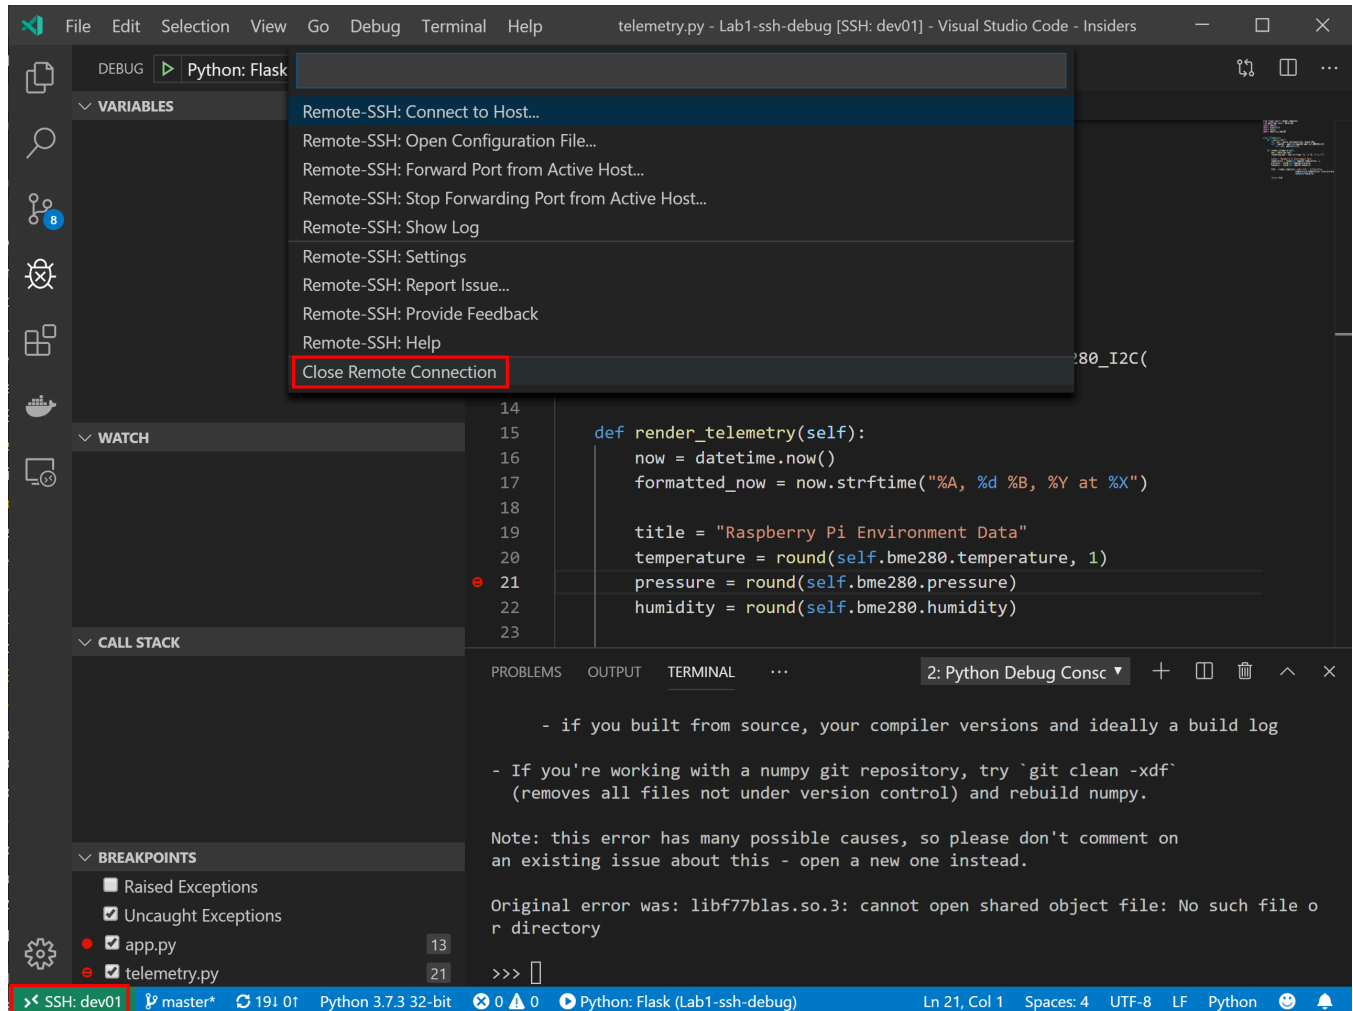 File Edit Selection View Go Debug Terminal Help telemetry.py - Lab1-ssh-debug [SSH: dev01] - Visual Studio Code - Insiders
DEBUG Python: Flask
VARIABLES
Remote-SSH: Connect to Host...
Remote-SSH: Open Configuration File...
Remote-SSH: Forward Port from Active Host...
Remote-SSH: Stop Forwarding Port from Active Host...
Remote-SSH: Show Log
Remote-SSH: Settings
Remote-SSH: Report Issue...
Remote-SSH: Provide Feedback
Remote-SSH: Help
Close Remote Connection
280_I2C(
8
WATCH
CALL STACK
BREAKPOINTS
Raised Exceptions
Uncaught Exceptions
app.py 13
telemetry.py 21
14
15 def render_telemetry(self):
16 now = datetime.now()
17 formatted_now = now.strftime("%A, %d %B, %Y at %X")
18
19 title = "Raspberry Pi Environment Data"
20 temperature = round(self.bme280.temperature, 1)
21 pressure = round(self.bme280.pressure)
22 humidity = round(self.bme280.humidity)
23
PROBLEMS OUTPUT TERMINAL ... 2: Python Debug Consc
- if you built from source, your compiler versions and ideally a build log
- If you're working with a numpy git repository, try `git clean -xdf`
(removes all files not under version control) and rebuild numpy.
Note: this error has many possible causes, so please don't comment on
an existing issue about this - open a new one instead.
Original error was: libf77blas.so.3: cannot open shared object file: No such file o
r directory
>>>
SSH: dev01 master* 19↓ 0↑ Python 3.7.3 32-bit 0 0 Python: Flask (Lab1-ssh-debug) Ln 21, Col 1 Spaces: 4 UTF-8 LF Python